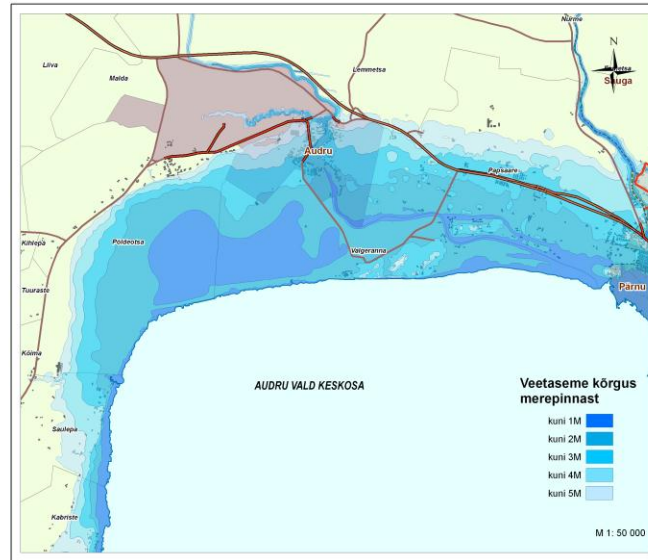 Nurme
N
Sauga
Liiva
Malda
Lemmetsa
Audru
Papsaare
Kihlepa
Põldeotsa
Valgeranna
Tuuraste
Pärnu
Kõima
AUDRU VALD KESKOSA
Veetaseme kõrgus
merepinnast
kuni 1M
kuni 2M
kuni 3M
kuni 4M
kuni 5M
Saulepa
Kabriste
M 1: 50 000